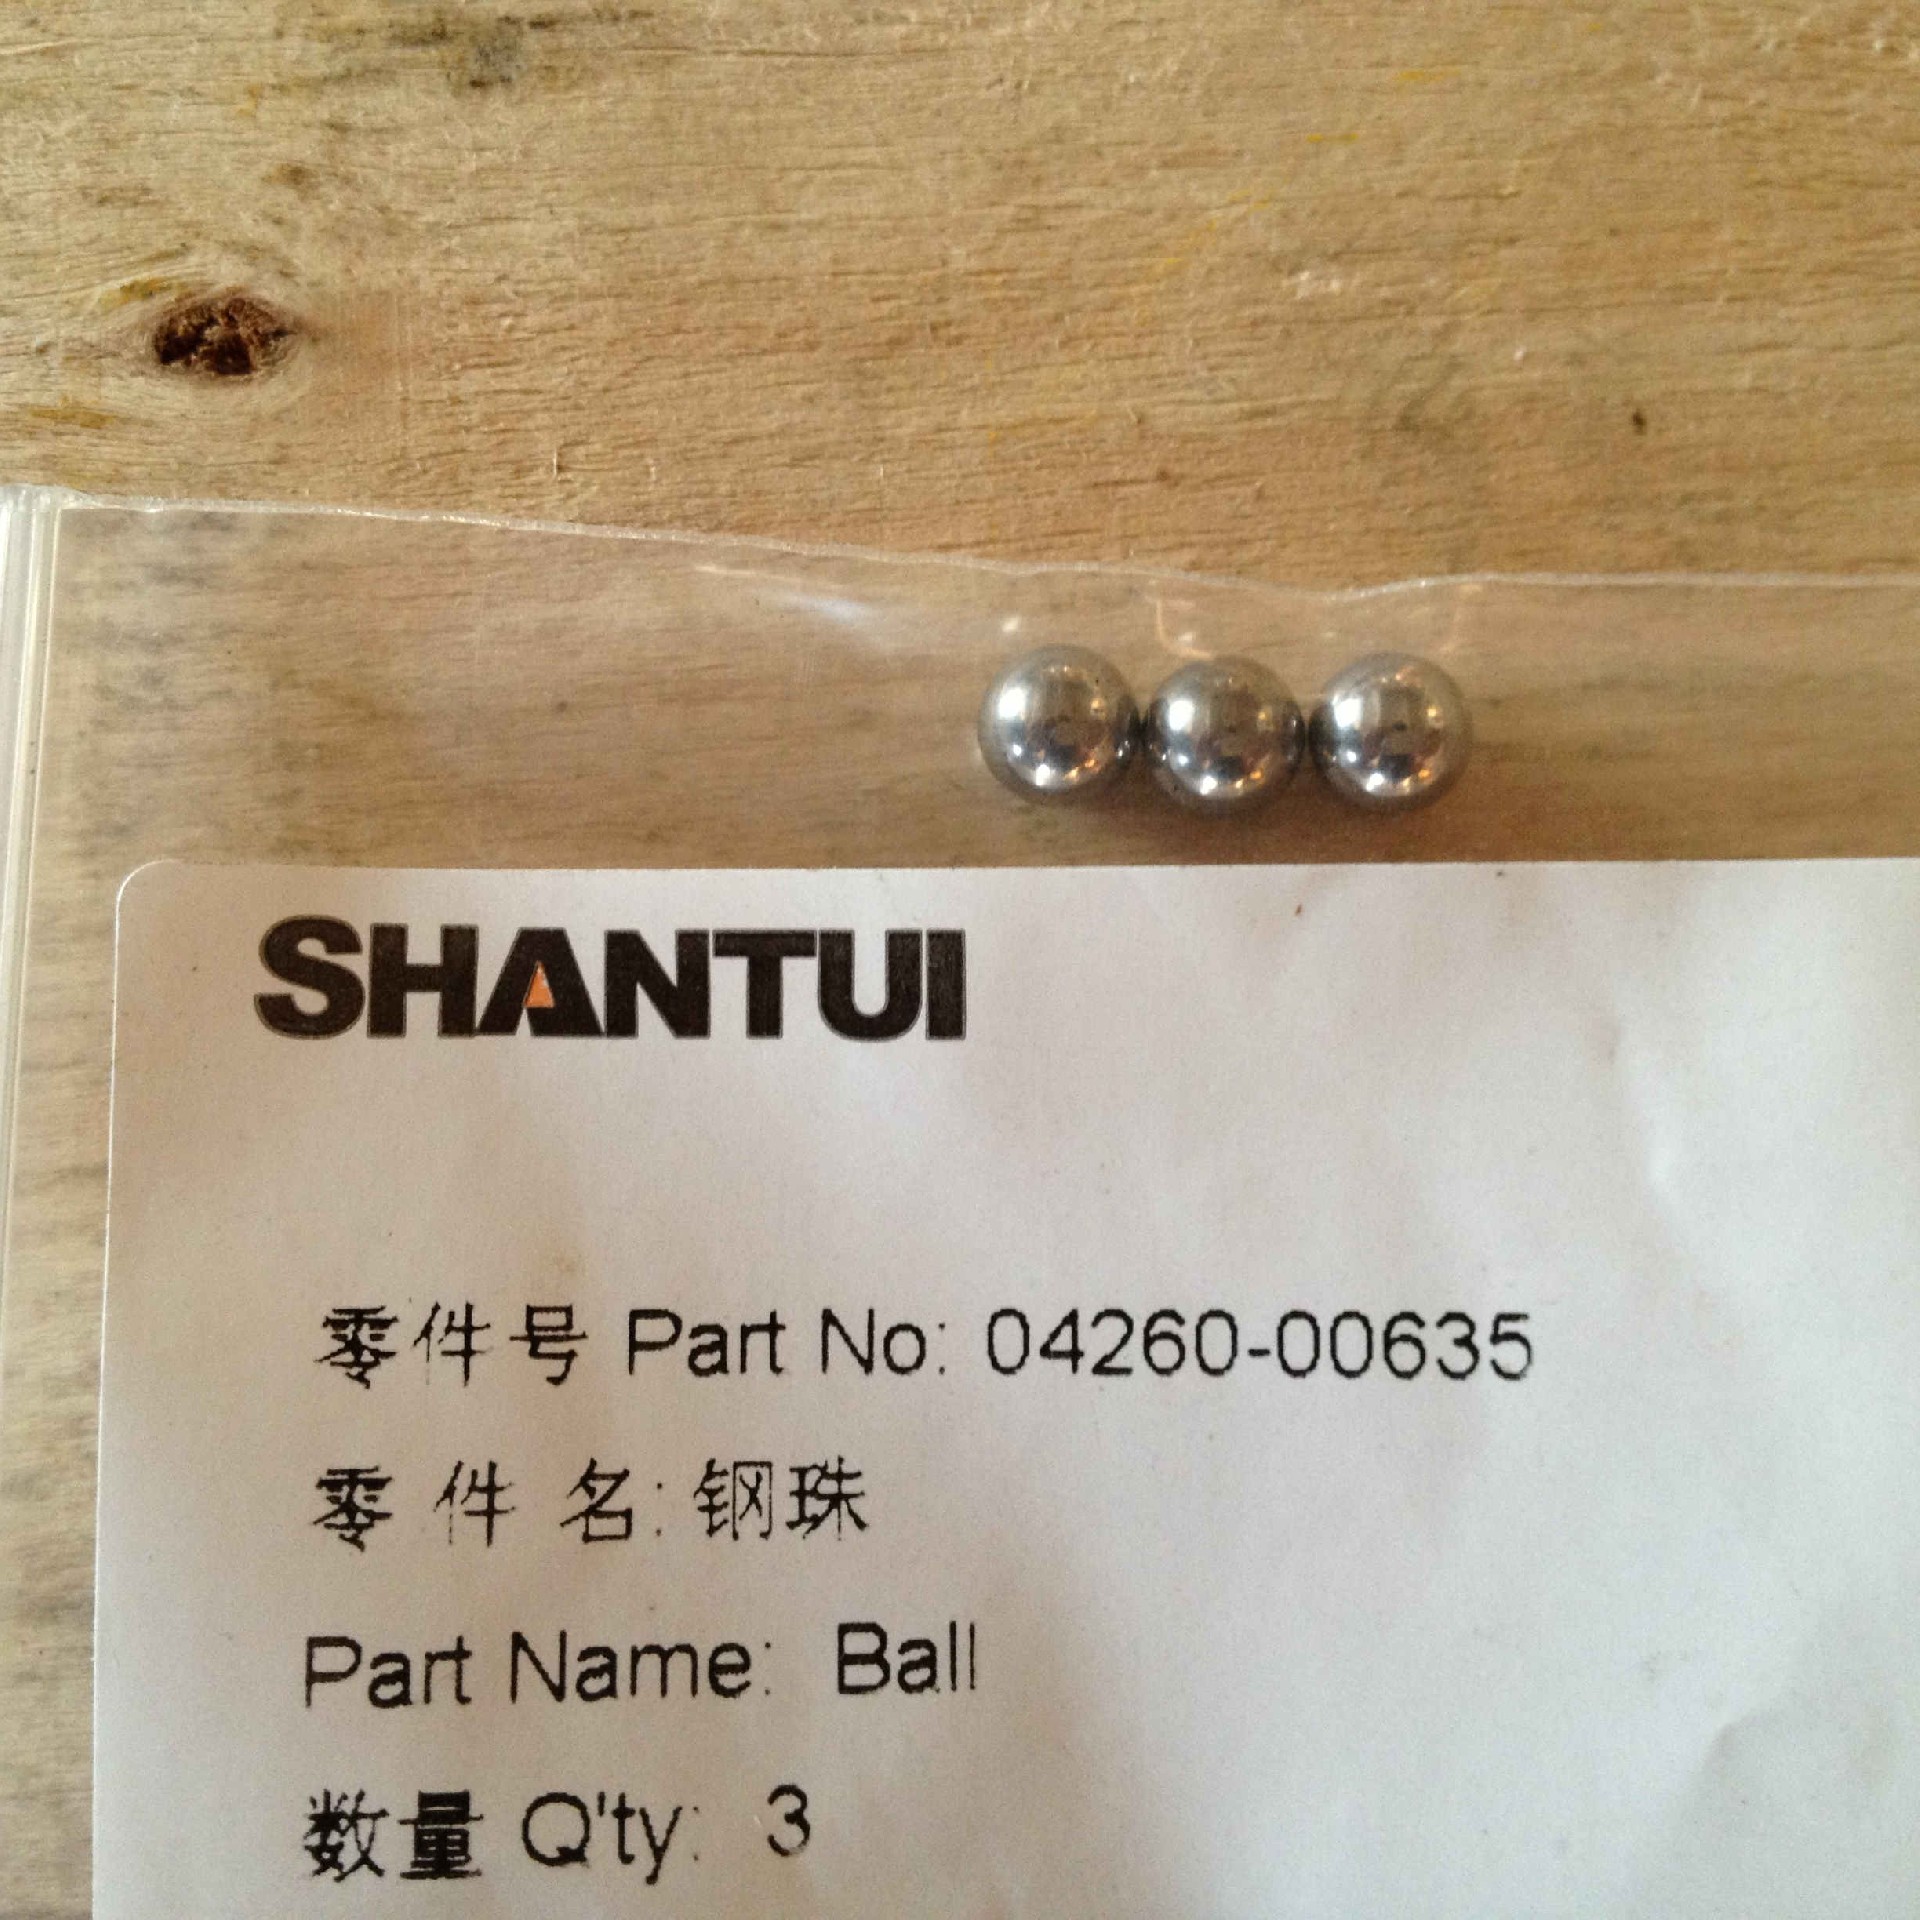 SHANTUI
零件号 Part No: 04260-00635
零 件 名: 钢珠
Part Name: Ball
数量 Q'ty: 3